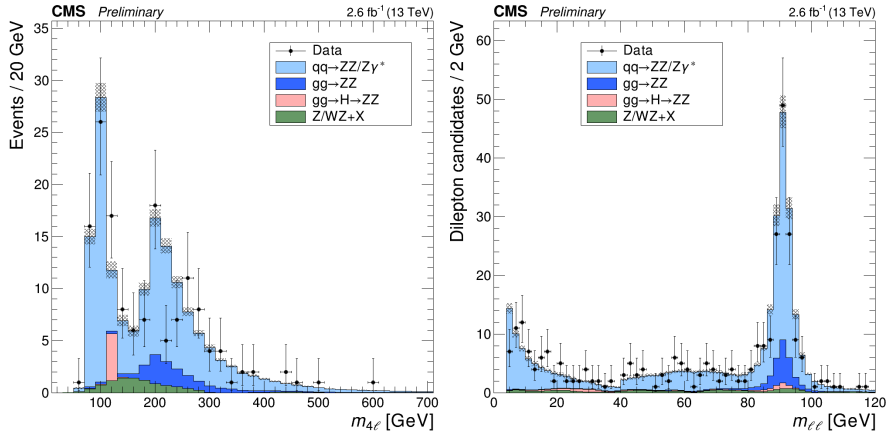 CMS Preliminary 2.6 fb⁻¹ (13 TeV)
Events / 20 GeV
35
30
25
20
15
10
5
0
Data
qq→ZZ/Zγ*
gg→ZZ
gg→H→ZZ
Z/WZ+X
100 200 300 400 500 600 700
m4ℓ [GeV]
CMS Preliminary 2.6 fb⁻¹ (13 TeV)
Dilepton candidates / 2 GeV
60
50
40
30
20
10
0
Data
qq→ZZ/Zγ*
gg→ZZ
gg→H→ZZ
Z/WZ+X
0 20 40 60 80 100 120
mℓℓ [GeV]